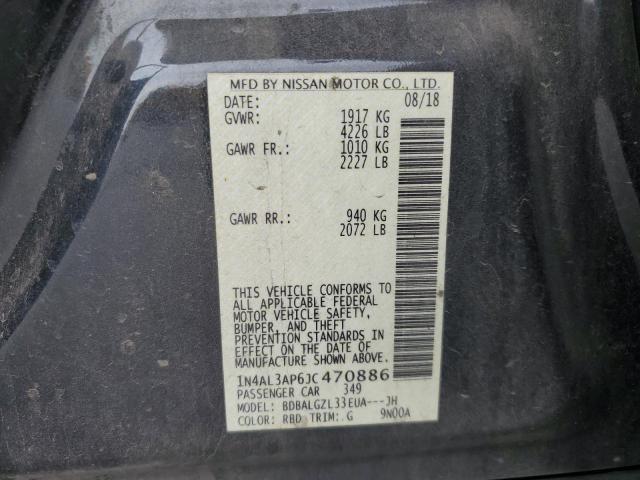 MFD BY NISSAN MOTOR CO., LTD.
DATE: 08/18
GVWR: 1917 KG
4226 LB
GAWR FR.: 1010 KG
2227 LB
GAWR RR.: 940 KG
2072 LB
THIS VEHICLE CONFORMS TO
ALL APPLICABLE FEDERAL
MOTOR VEHICLE SAFETY,
BUMPER, AND THEFT
PREVENTION STANDARDS IN
EFFECT ON THE DATE OF
MANUFACTURE SHOWN ABOVE.
1N4AL3AP6JC470886
PASSENGER CAR 349
MODEL: BDBALGZL33EUA---JH
COLOR: RBD TRIM: G 9N00A